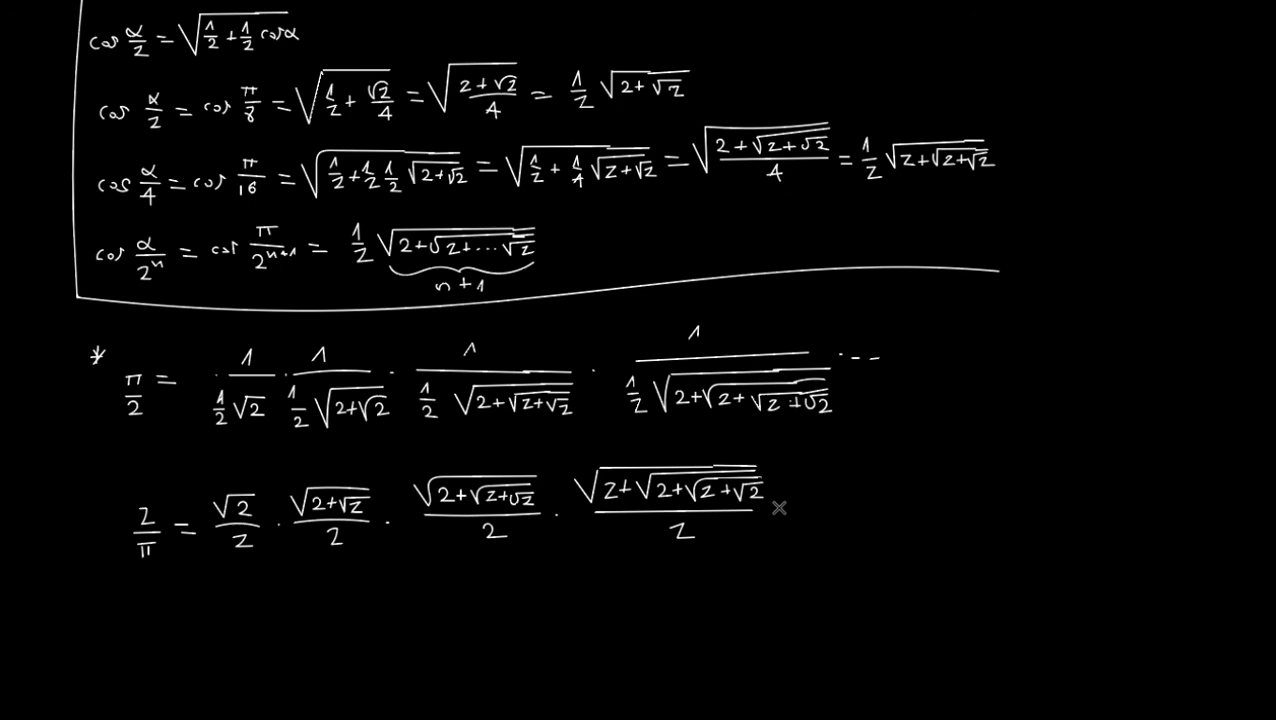 cos α/2 = √(1/2 + 1/2 cos α)
cos α/2 = cos π/8 = √(1/2 + √2/4) = √((2+√2)/4) = 1/2 √(2+√2)
cos α/4 = cos π/16 = √(1/2 + 1/2 1/2 √(2+√2)) = √(1/2 + 1/4 √(2+√2)) = √((2+√(2+√2))/4) = 1/2 √(2+√(2+√2))
cos α/2ⁿ = cos π/2ⁿ⁺¹ = 1/2 √(2+√(2+...√2))
n+1
* π/2 = · 1/(1/2 √2) · 1/(1/2 √(2+√2)) · 1/(1/2 √(2+√(2+√2))) · 1/(1/2 √(2+√(2+√(2+√2)))) · ...
2/π = √2/2 · √(2+√2)/2 · √(2+√(2+√2))/2 · √(2+√(2+√(2+√2)))/2